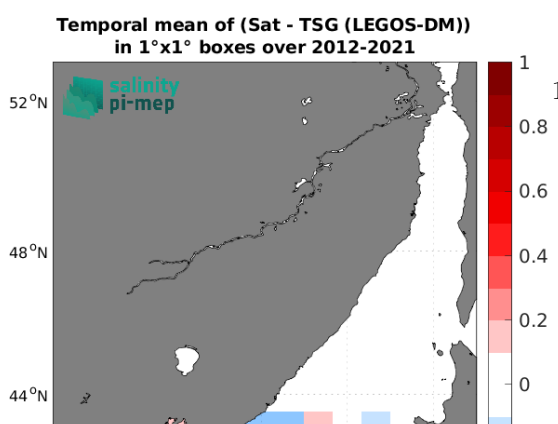 Temporal mean of (Sat - TSG (LEGOS-DM))
in 1°x1° boxes over 2012-2021
salinity
pi-mep
52°N
48°N
44°N
1
0.8
0.6
0.4
0.2
0